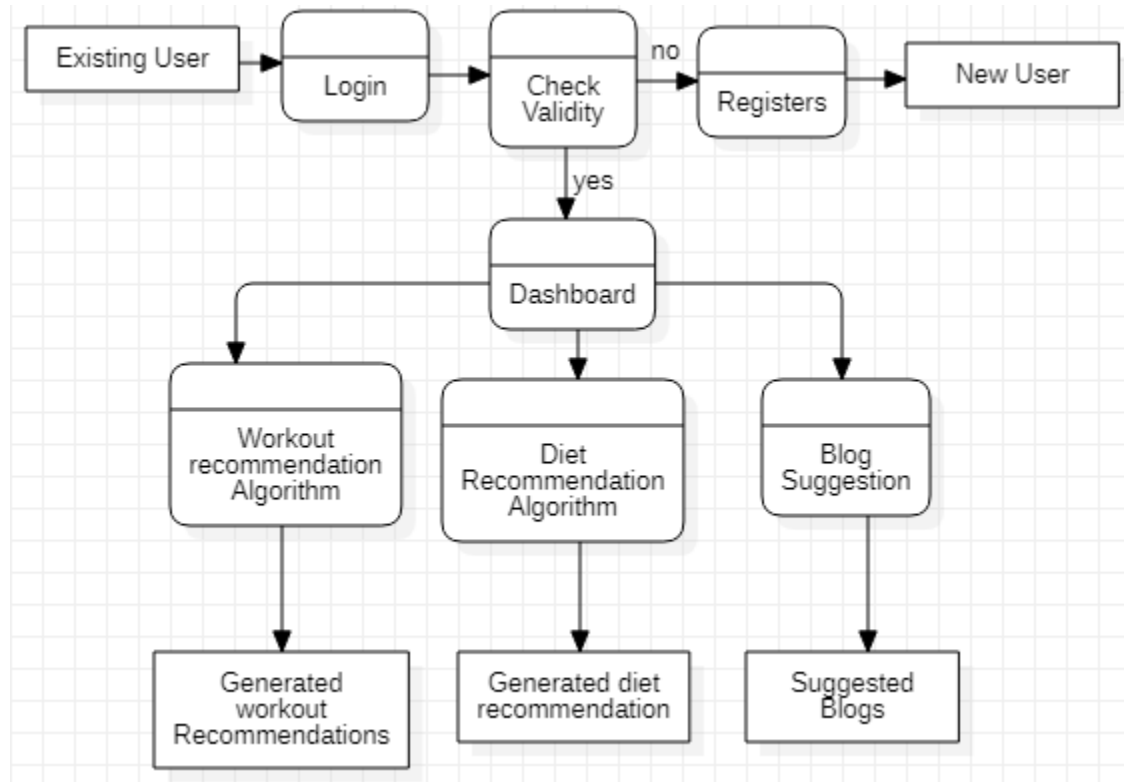 Existing User
Login
Check
Validity
no
Registers
New User
yes
Dashboard
Workout
recommendation
Algorithm
Diet
Recommendation
Algorithm
Blog
Suggestion
Generated
workout
Recommendations
Generated diet
recommendation
Suggested
Blogs